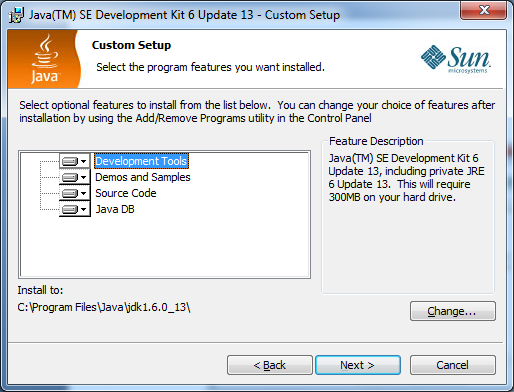 Java(TM) SE Development Kit 6 Update 13 - Custom Setup
Java
Custom Setup
Select the program features you want installed.
Sun
microsystems
Select optional features to install from the list below.  You can change your choice of features after
installation by using the Add/Remove Programs utility in the Control Panel
Development Tools
Demos and Samples
Source Code
Java DB
Feature Description
Java(TM) SE Development Kit 6
Update 13, including private JRE
6 Update 13.  This will require
300MB on your hard drive.
Install to:
C:\Program Files\Java\jdk1.6.0_13\
Change...
< Back
Next >
Cancel